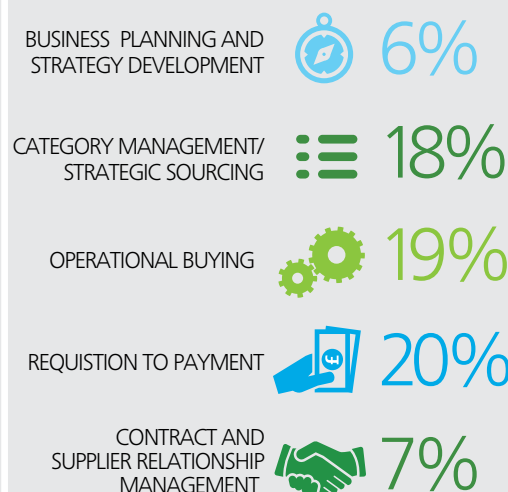 BUSINESS PLANNING AND
STRATEGY DEVELOPMENT
6%
CATEGORY MANAGEMENT/
STRATEGIC SOURCING
18%
OPERATIONAL BUYING
19%
REQUISTION TO PAYMENT
£
20%
CONTRACT AND
SUPPLIER RELATIONSHIP
MANAGEMENT
7%